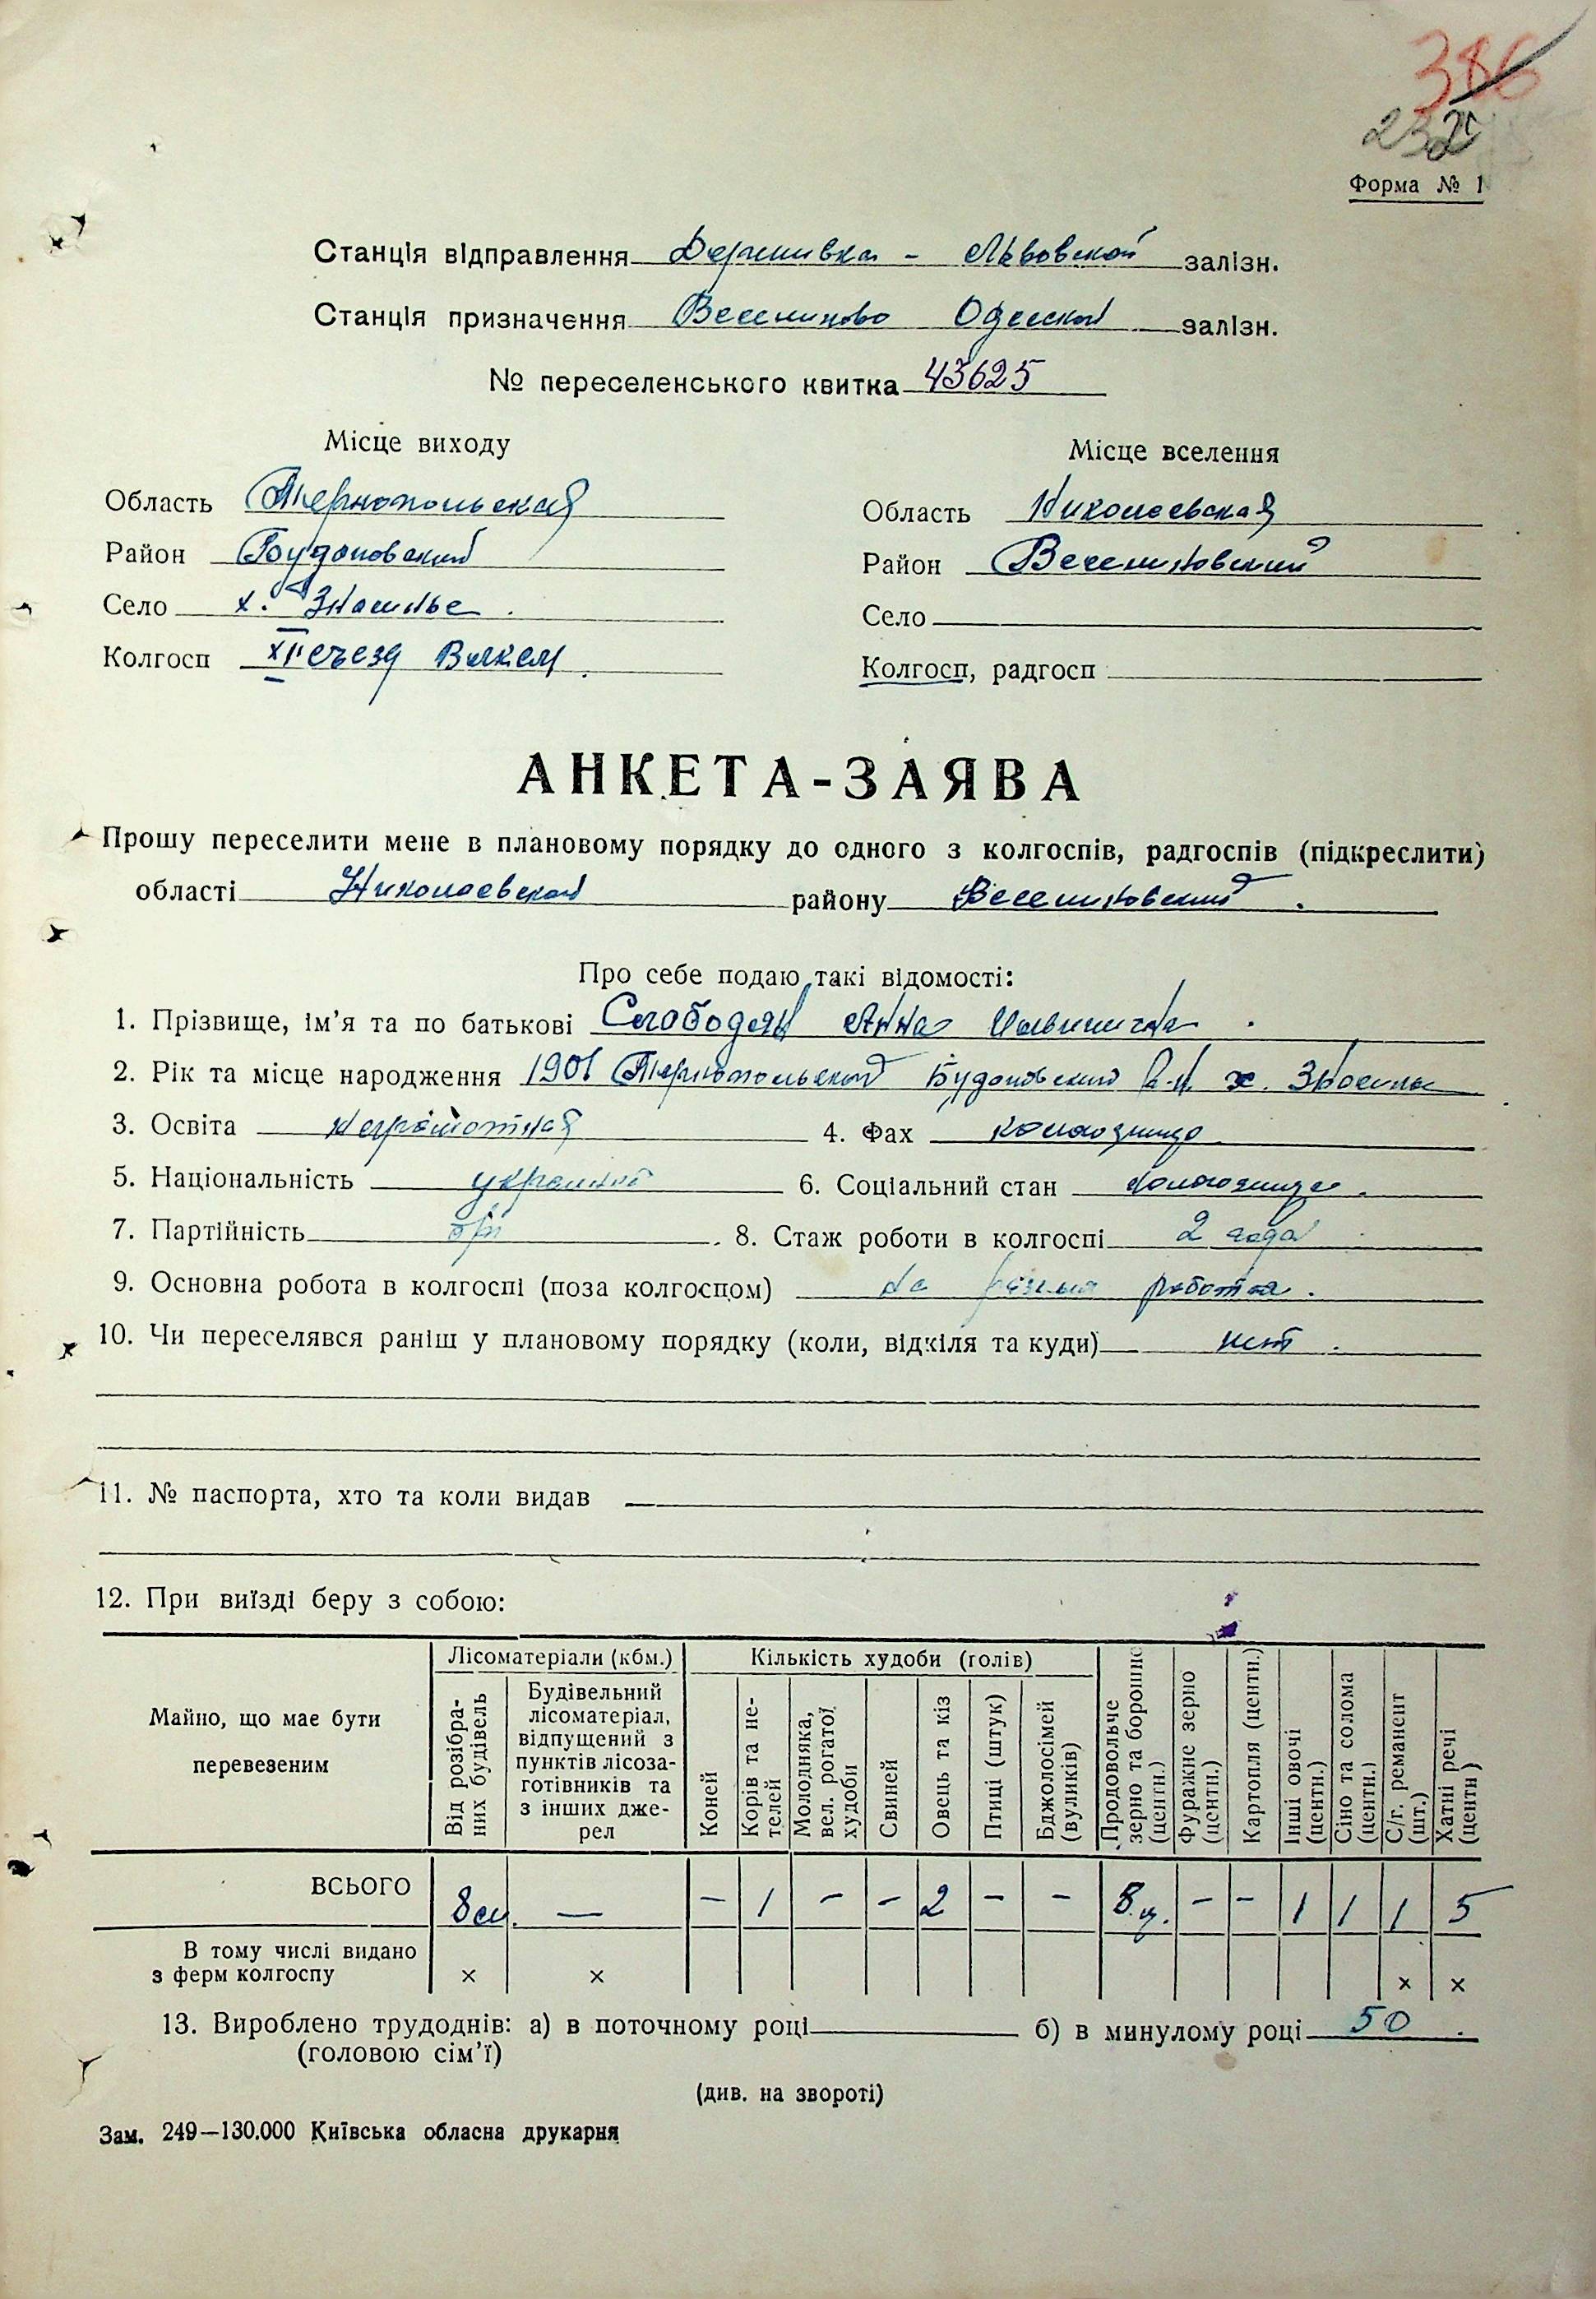 386
232
Форма № 1
Станція відправлення Деренивка - Львовской залізн.
Станція призначення Веселиново Одесской залізн.
№ переселенського квитка 43625
Місце виходу
Місце вселення
Область Тернопольская
Область Николаевская
Район Будановский
Район Веселиновский
Село х.
Село
Колгосп съезд ВЛКСМ.
Колгосп, радгосп
АНКЕТА-ЗАЯВА
Прошу переселити мене в плановому порядку до одного з колгоспів, радгоспів (підкреслити)
області Николаевской району Веселиновский.
Про себе подаю такі відомості:
1. Прізвище, ім’я та по батькові Слободян Анна
2. Рік та місце народження 1901 Тернопольской Будановский р-н. х.
3. Освіта неграмотная 4. Фах колхозница
5. Національність 6. Соціальний стан колхозница.
7. Партійність б/п 8. Стаж роботи в колгоспі 2 года
9. Основна робота в колгоспі (поза колгоспом) на разных работах.
10. Чи переселявся раніш у плановому порядку (коли, відкіля та куди) нет.
11. № паспорта, хто та коли видав
12. При виїзді беру з собою:
Майно, що має бути перевезеним
Лісоматеріали (кбм.)
Кількість худоби (голів)
Від розібраних будівель
Будівельний лісоматеріал, відпущений з пунктів лісозаготівників та з інших джерел
Коней
Корів та нетелей
Молодняка, вел. рогатої худоби
Свиней
Овець та кіз
Птиці (штук)
Бджолосімей (вуликів)
Продовольче зерно та борошно (центн.)
Фуражне зерно (центн.)
Картопля (центн.)
Інші овочі (центн.)
Сіно та солома (центн.)
С/г. реманент (шт.)
Хатні речі (центн)
ВСЬОГО — – 1 – – 2 – – 8 ц. – – 1 1 1 5
В тому числі видано
з ферм колгоспу × × × ×
13. Вироблено трудоднів: а) в поточному році б) в минулому році 50.
(головою сім’ї)
(див. на звороті)
Зам. 249—130.000 Київська обласна друкарня